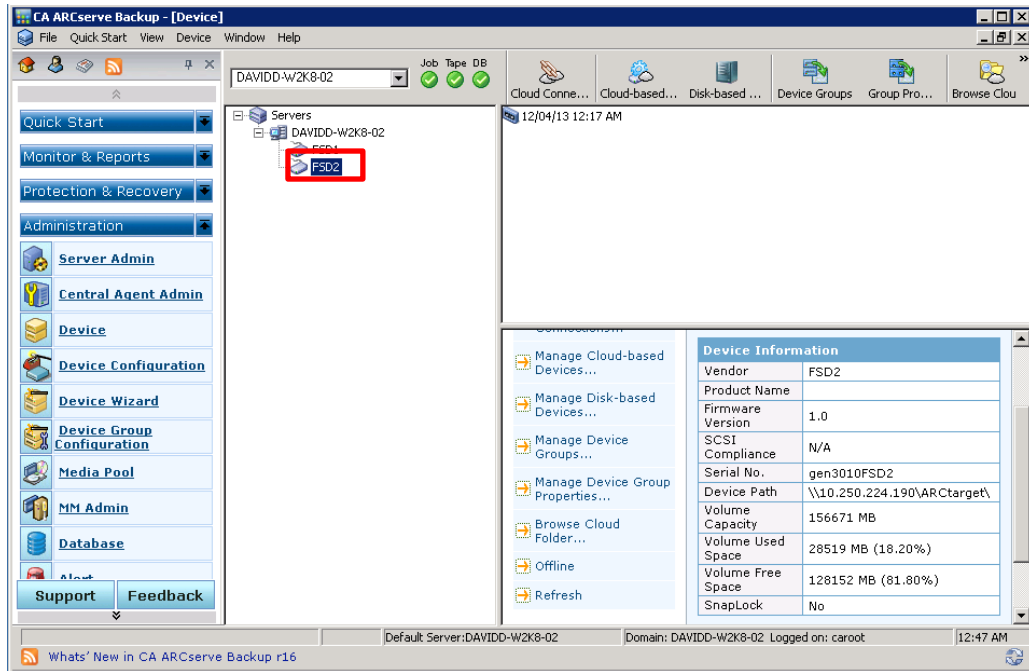 CA ARCserve Backup - [Device]
File Quick Start View Device Window Help
DAVIDD-W2K8-02
Job Tape DB
Cloud Conne... Cloud-based... Disk-based ... Device Groups Group Pro... Browse Clou
»
Quick Start
Monitor & Reports
Protection & Recovery
Administration
Server Admin
Central Agent Admin
Device
Device Configuration
Device Wizard
Device Group
Configuration
Media Pool
MM Admin
Database
Alert
Support Feedback
Servers
DAVIDD-W2K8-02
FSD1
FSD2
12/04/13 12:17 AM
Connections...
Manage Cloud-based
Devices...
Manage Disk-based
Devices...
Manage Device
Groups...
Manage Device Group
Properties...
Browse Cloud
Folder...
Offline
Refresh
Device Information
Vendor FSD2
Product Name
Firmware
Version 1.0
SCSI
Compliance N/A
Serial No. gen3010FSD2
Device Path \\10.250.224.190\ARCtarget\
Volume
Capacity 156671 MB
Volume Used
Space 28519 MB (18.20%)
Volume Free
Space 128152 MB (81.80%)
SnapLock No
Default Server:DAVIDD-W2K8-02 Domain: DAVIDD-W2K8-02 Logged on: caroot 12:47 AM
Whats' New in CA ARCserve Backup r16